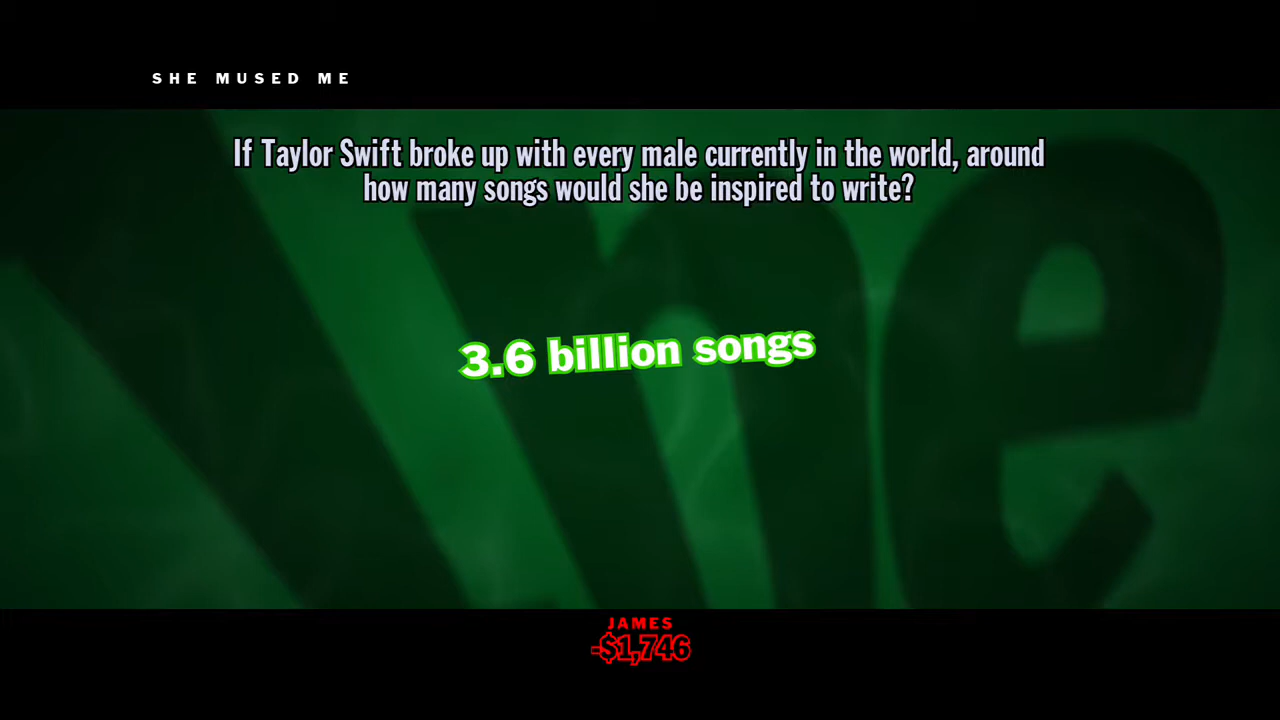 SHE MUSED ME
If Taylor Swift broke up with every male currently in the world, around
how many songs would she be inspired to write?
3.6 billion songs
JAMES
-$1,746